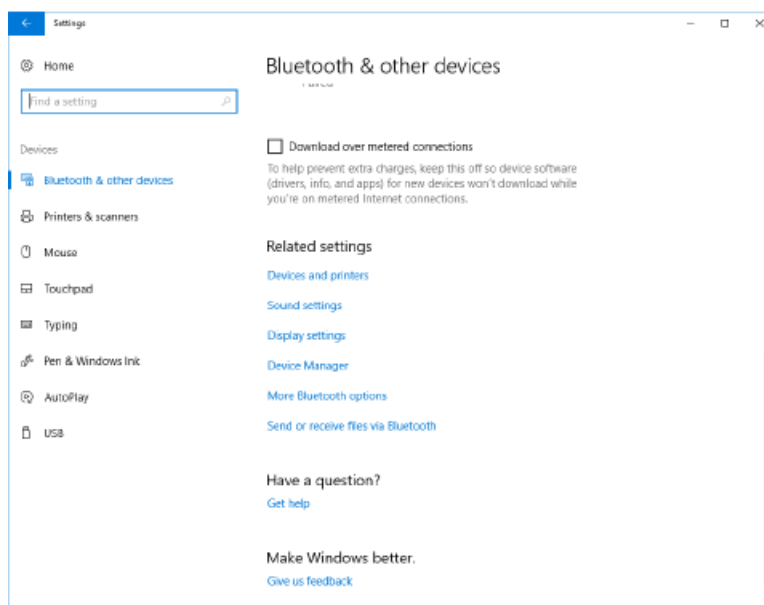 Settings
Home
Find a setting
Devices
Bluetooth & other devices
Printers & scanners
Mouse
Touchpad
Typing
Pen & Windows Ink
AutoPlay
USB
Bluetooth & other devices
Download over metered connections
To help prevent extra charges, keep this off so device software
(drivers, info, and apps) for new devices won't download while
you're on metered Internet connections.
Related settings
Devices and printers
Sound settings
Display settings
Device Manager
More Bluetooth options
Send or receive files via Bluetooth
Have a question?
Get help
Make Windows better.
Give us feedback